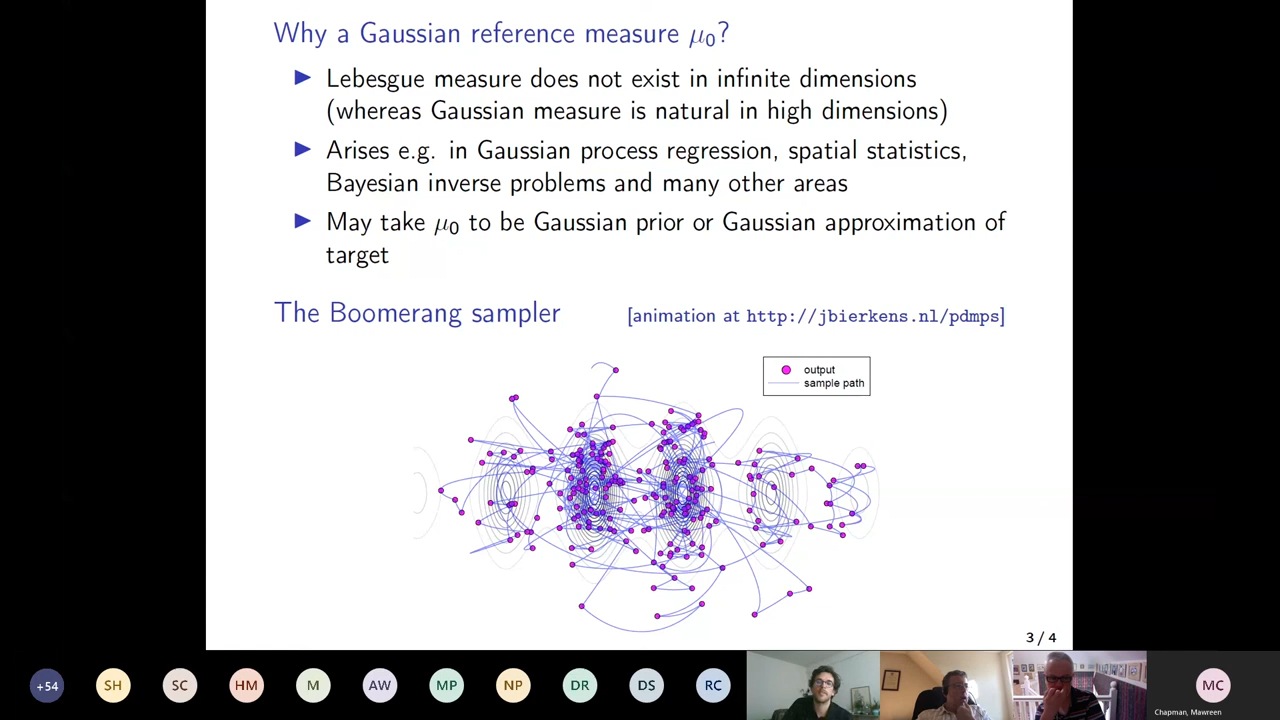 Why a Gaussian reference measure μ₀?
▶ Lebesgue measure does not exist in infinite dimensions
(whereas Gaussian measure is natural in high dimensions)
▶ Arises e.g. in Gaussian process regression, spatial statistics,
Bayesian inverse problems and many other areas
▶ May take μ₀ to be Gaussian prior or Gaussian approximation of
target
The Boomerang sampler [animation at http://jbierkens.nl/pdmps]
output
sample path
3 / 4
+54 SH SC HM M AW MP NP DR DS RC MC
Chapman, Mawreen